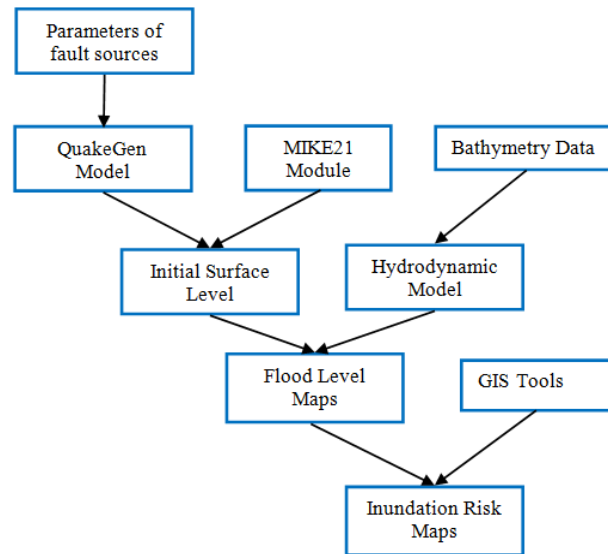 Parameters of
fault sources
QuakeGen
Model
MIKE21
Module
Bathymetry Data
Initial Surface
Level
Hydrodynamic
Model
Flood Level
Maps
GIS Tools
Inundation Risk
Maps